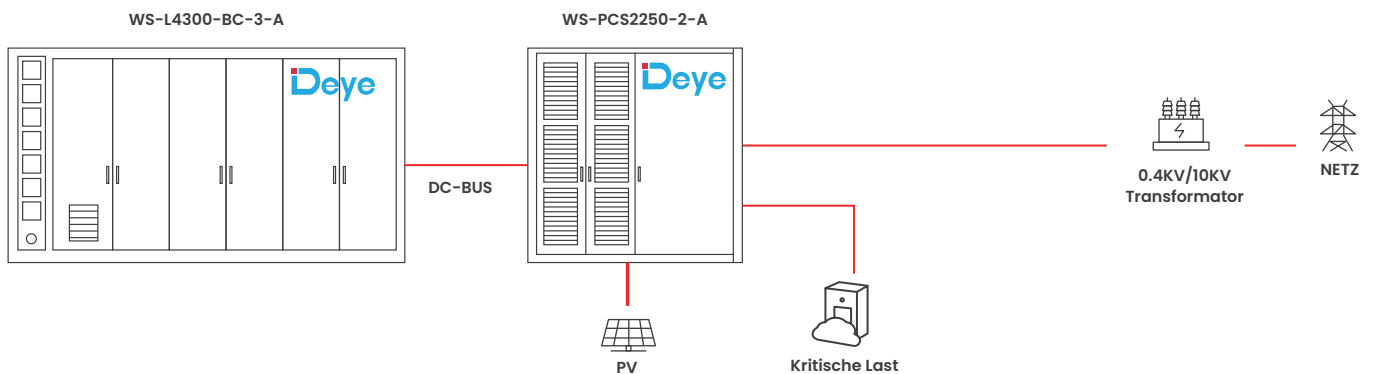 WS-L4300-BC-3-A
WS-PCS2250-2-A
Deye
Deye
DC-BUS
0.4KV/10KV
Transformator
NETZ
PV
Kritische Last